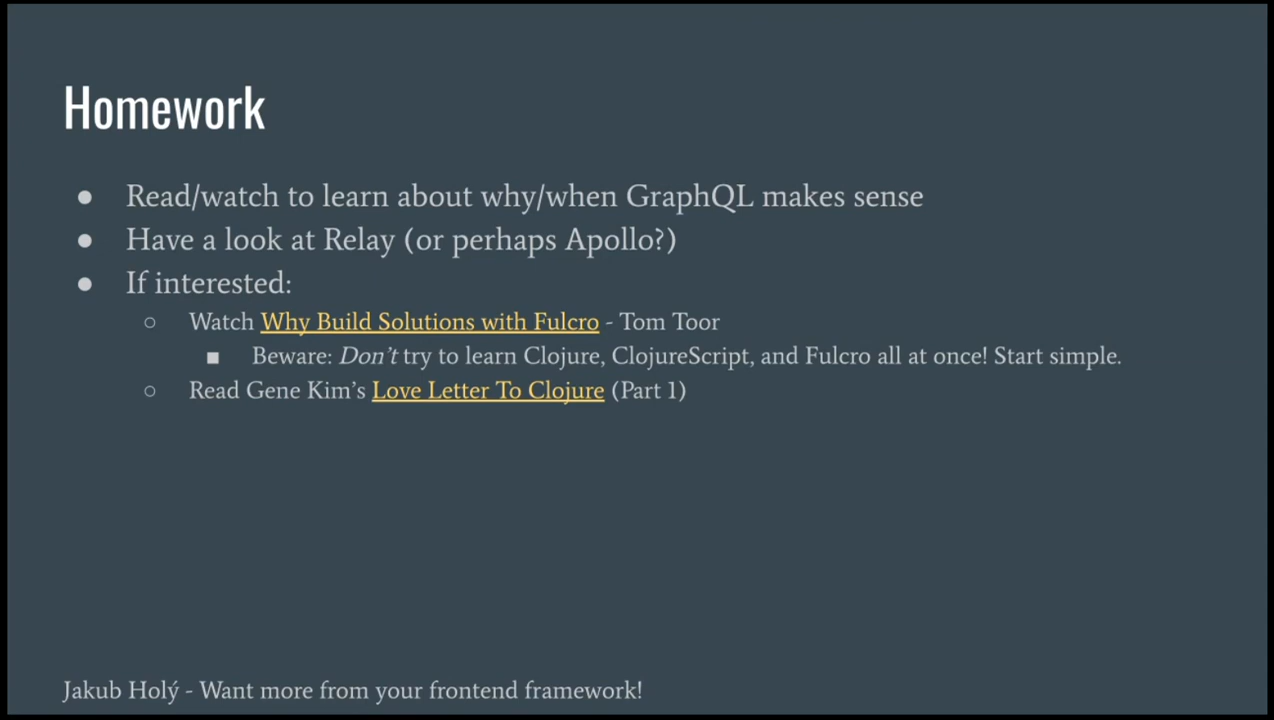 Homework
● Read/watch to learn about why/when GraphQL makes sense
● Have a look at Relay (or perhaps Apollo?)
● If interested:
○ Watch Why Build Solutions with Fulcro - Tom Toor
■ Beware: Don't try to learn Clojure, ClojureScript, and Fulcro all at once! Start simple.
○ Read Gene Kim's Love Letter To Clojure (Part 1)
Jakub Holý - Want more from your frontend framework!